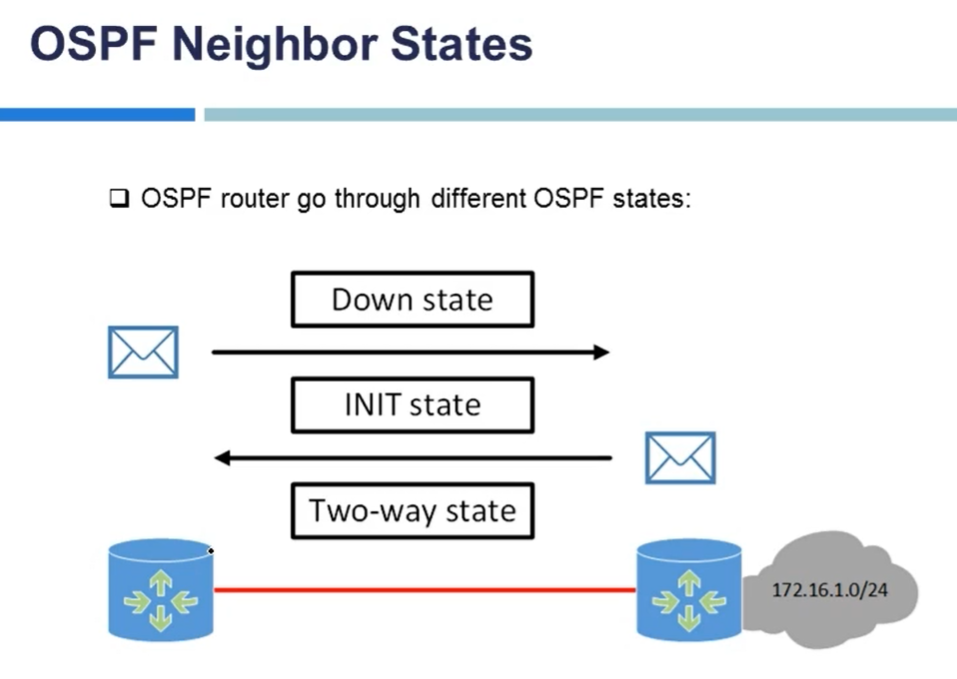 OSPF Neighbor States
OSPF router go through different OSPF states:
Down state
INIT state
Two-way state
172.16.1.0/24